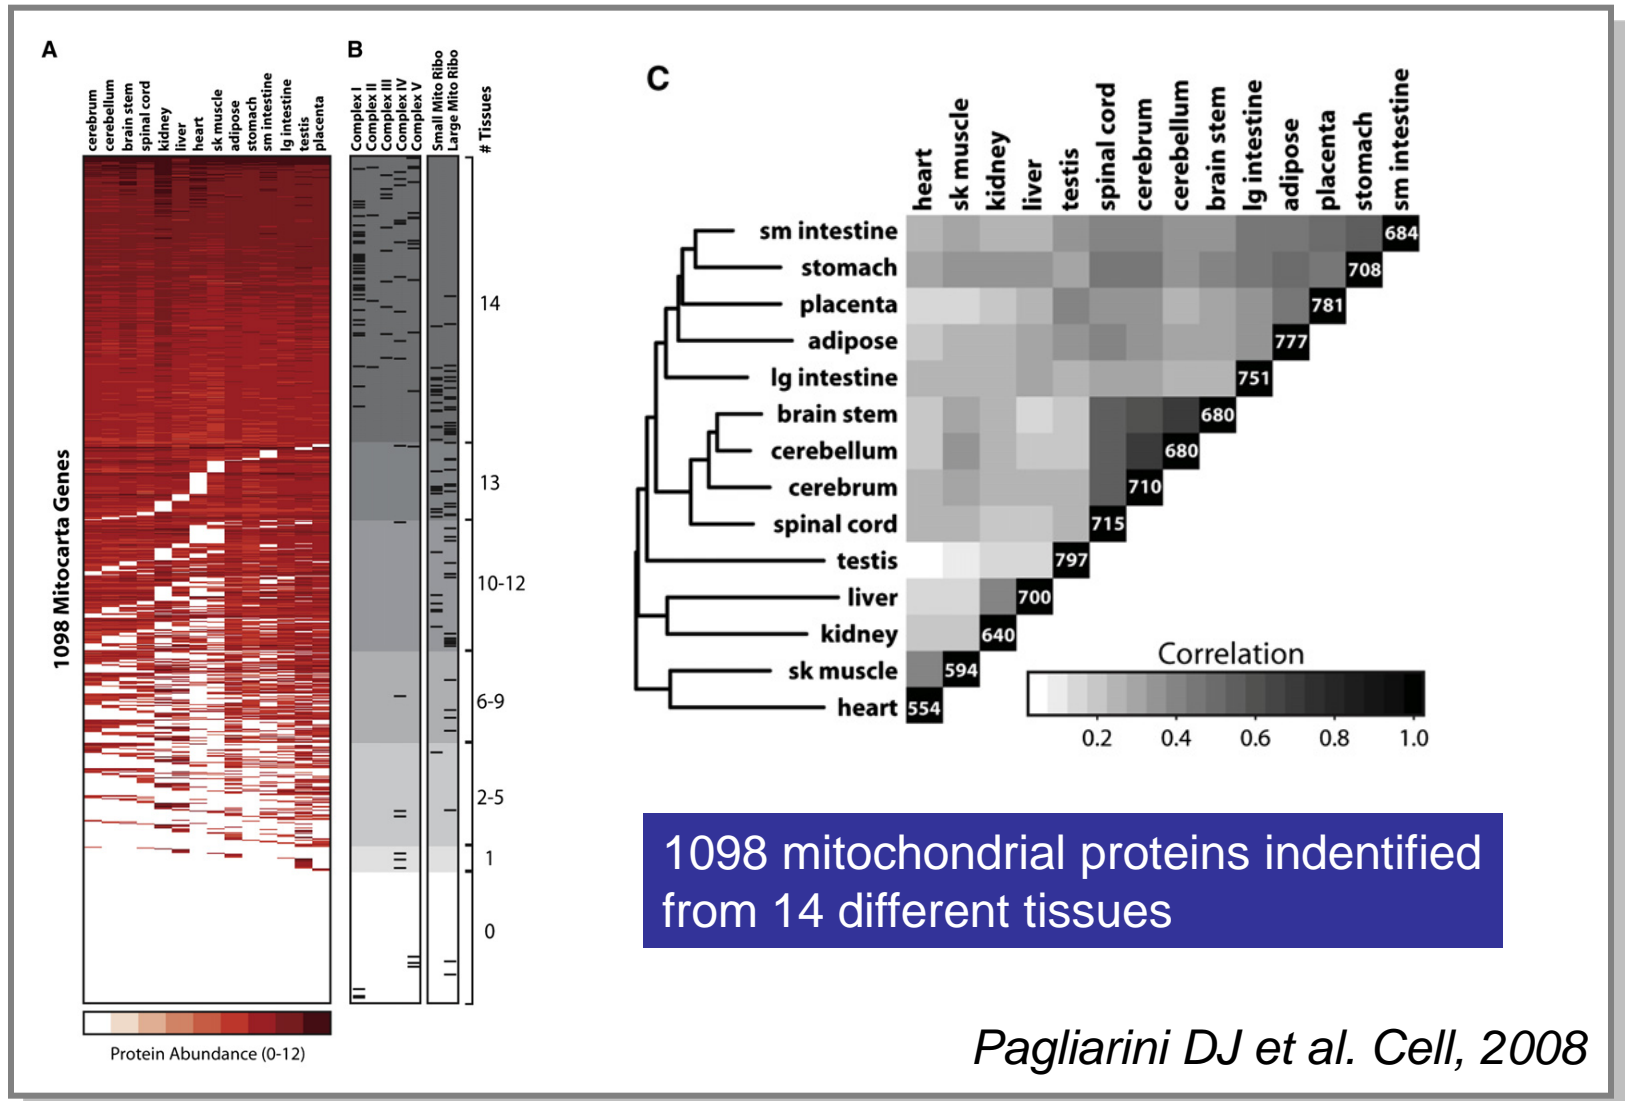 A
cerebrum
cerebellum
brain stem
spinal cord
kidney
liver
heart
sk muscle
adipose
stomach
sm intestine
lg intestine
testis
placenta
1098 Mitocarta Genes
Protein Abundance (0-12)
B
Complex I
Complex II
Complex III
Complex IV
Complex V
Small Mito Ribo
Large Mito Ribo
# Tissues
14
13
10-12
6-9
2-5
1
0
C
heart
sk muscle
kidney
liver
testis
spinal cord
cerebrum
cerebellum
brain stem
lg intestine
adipose
placenta
stomach
sm intestine
sm intestine 684
stomach 708
placenta 781
adipose 777
lg intestine 751
brain stem 680
cerebellum 680
cerebrum 710
spinal cord 715
testis 797
liver 700
kidney 640
sk muscle 594
heart 554
Correlation
0.2 0.4 0.6 0.8 1.0
1098 mitochondrial proteins indentified
from 14 different tissues
Pagliarini DJ et al. Cell, 2008